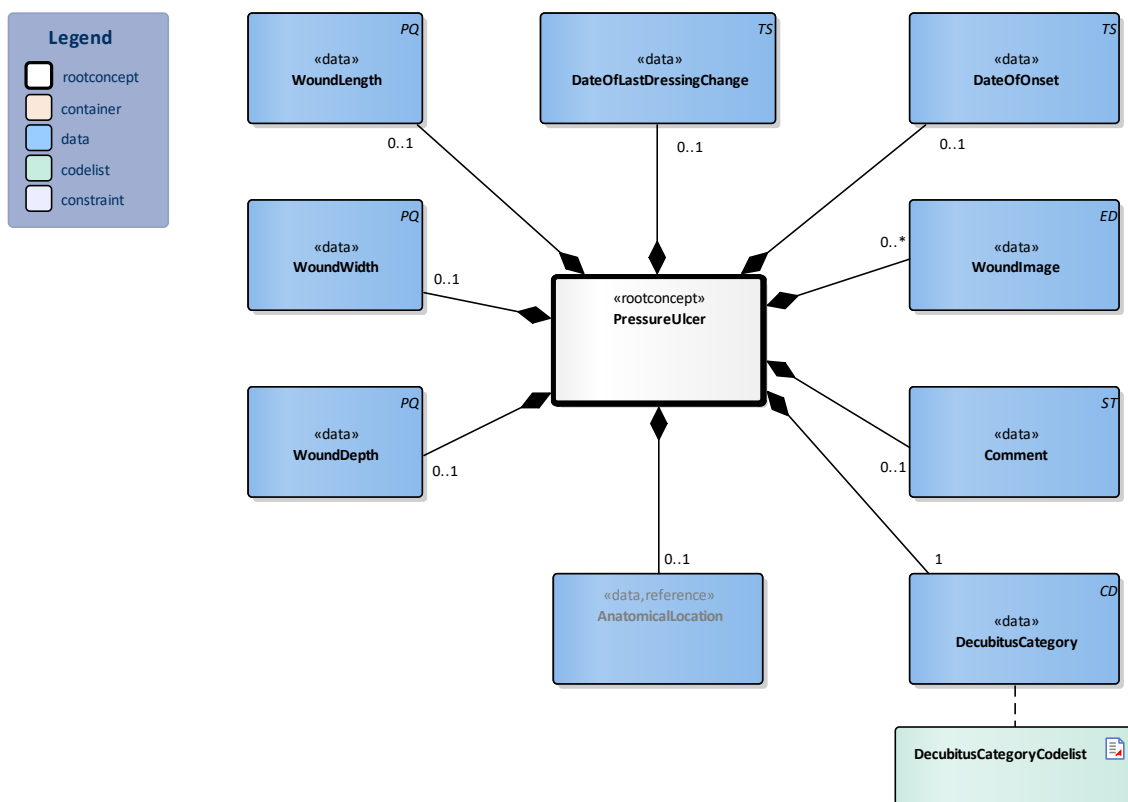 Legend
rootconcept
container
data
codelist
constraint
PQ
«data»
WoundLength
0..1
TS
«data»
DateOfLastDressingChange
0..1
TS
«data»
DateOfOnset
0..1
PQ
«data»
WoundWidth
0..1
ED
«data»
WoundImage
0..*
«rootconcept»
PressureUlcer
PQ
«data»
WoundDepth
0..1
ST
«data»
Comment
0..1
0..1
«data,reference»
AnatomicalLocation
1
CD
«data»
DecubitusCategory
DecubitusCategoryCodelist